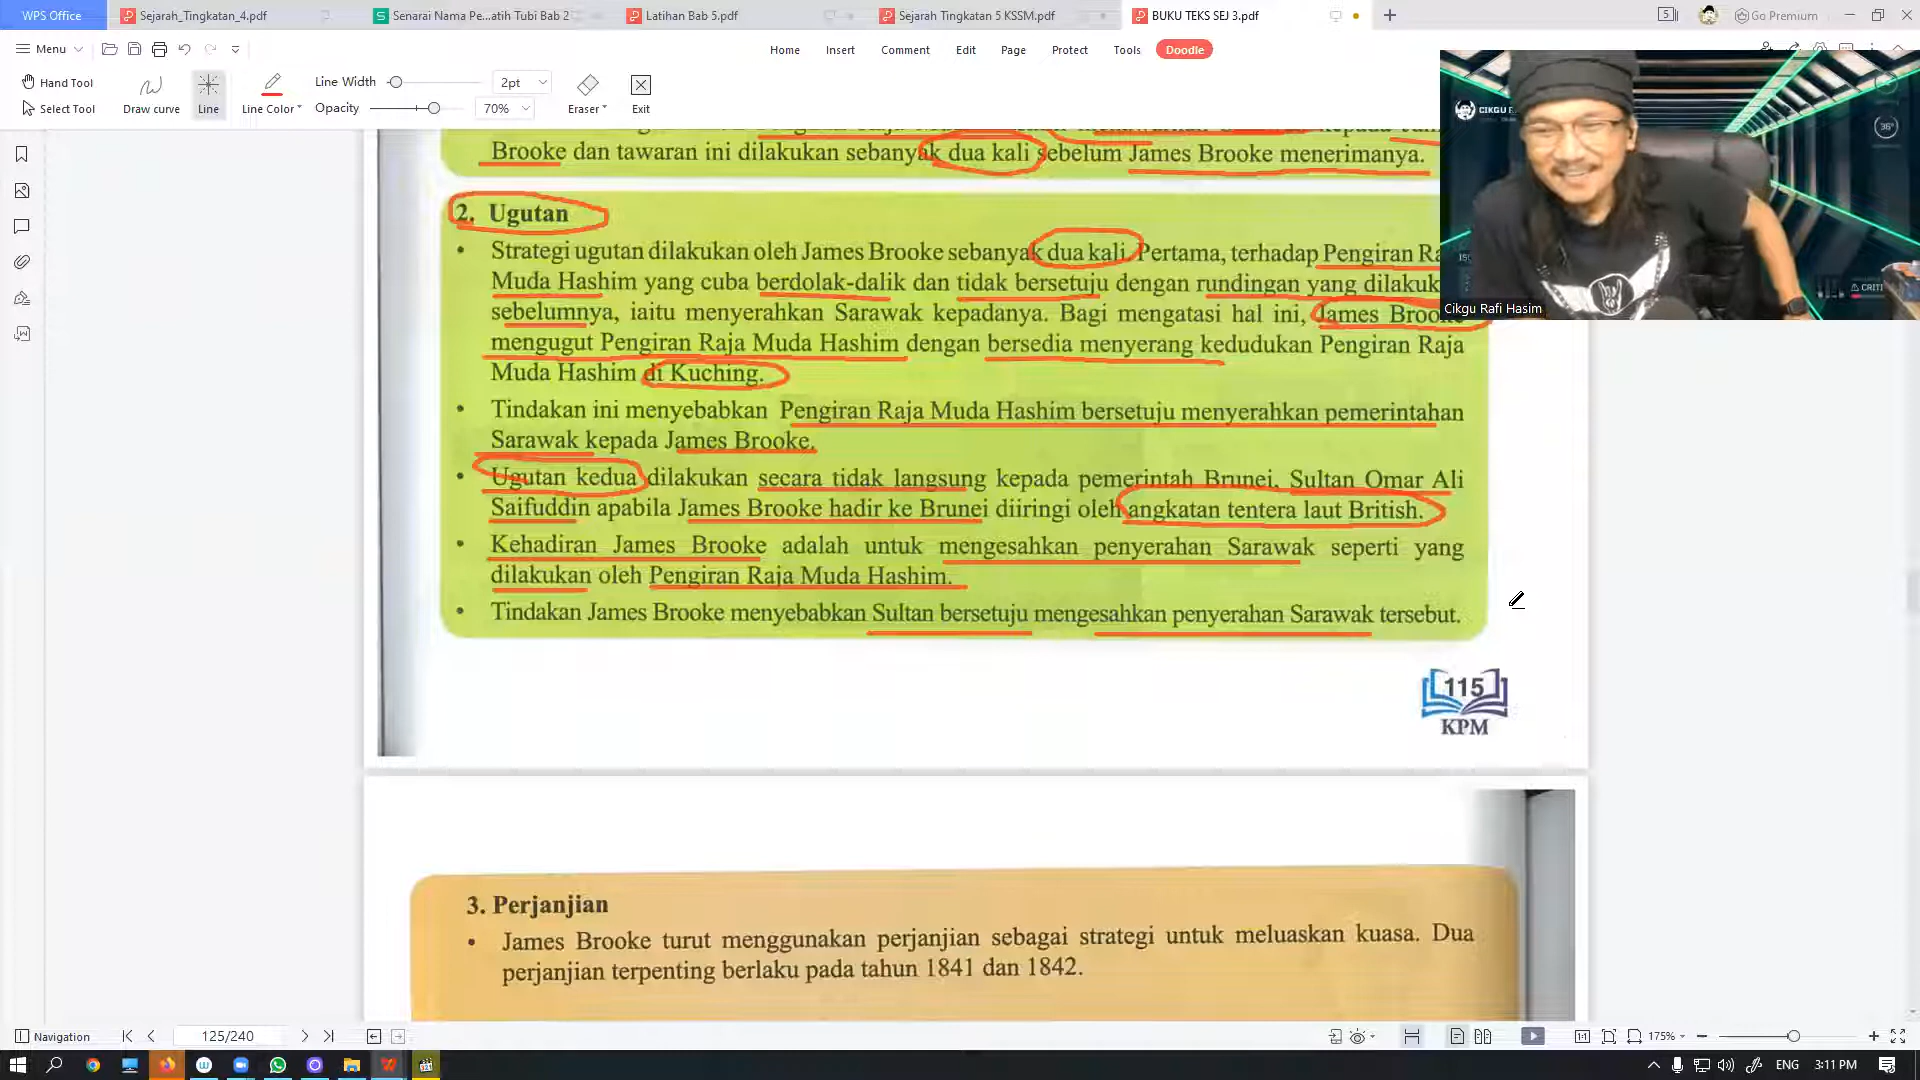 WPS Office
Sejarah_Tingkatan_4.pdf
Senarai Nama Pe...atih Tubi Bab 2
Latihan Bab 5.pdf
Sejarah Tingkatan 5 KSSM.pdf
BUKU TEKS SEJ 3.pdf
5
Go Premium
Menu
Home Insert Comment Edit Page Protect Tools Doodle
Hand Tool
Select Tool
Draw curve
Line
Line Color
Line Width 2pt
Opacity 70%
Eraser
Exit
CIKGU
36°
Cikgu Rafi Hasim
Brooke dan tawaran ini dilakukan sebanyak dua kali sebelum James Brooke menerimanya.
2. Ugutan
• Strategi ugutan dilakukan oleh James Brooke sebanyak dua kali. Pertama, terhadap Pengiran Ra
Muda Hashim yang cuba berdolak-dalik dan tidak bersetuju dengan rundingan yang dilakuk
sebelumnya, iaitu menyerahkan Sarawak kepadanya. Bagi mengatasi hal ini, James Brooke
mengugut Pengiran Raja Muda Hashim dengan bersedia menyerang kedudukan Pengiran Raja
Muda Hashim di Kuching.
• Tindakan ini menyebabkan Pengiran Raja Muda Hashim bersetuju menyerahkan pemerintahan
Sarawak kepada James Brooke.
• Ugutan kedua dilakukan secara tidak langsung kepada pemerintah Brunei, Sultan Omar Ali
Saifuddin apabila James Brooke hadir ke Brunei diiringi oleh angkatan tentera laut British.
• Kehadiran James Brooke adalah untuk mengesahkan penyerahan Sarawak seperti yang
dilakukan oleh Pengiran Raja Muda Hashim.
• Tindakan James Brooke menyebabkan Sultan bersetuju mengesahkan penyerahan Sarawak tersebut.
115
KPM
3. Perjanjian
• James Brooke turut menggunakan perjanjian sebagai strategi untuk meluaskan kuasa. Dua
perjanjian terpenting berlaku pada tahun 1841 dan 1842.
Navigation
125/240
175%
ENG
3:11 PM